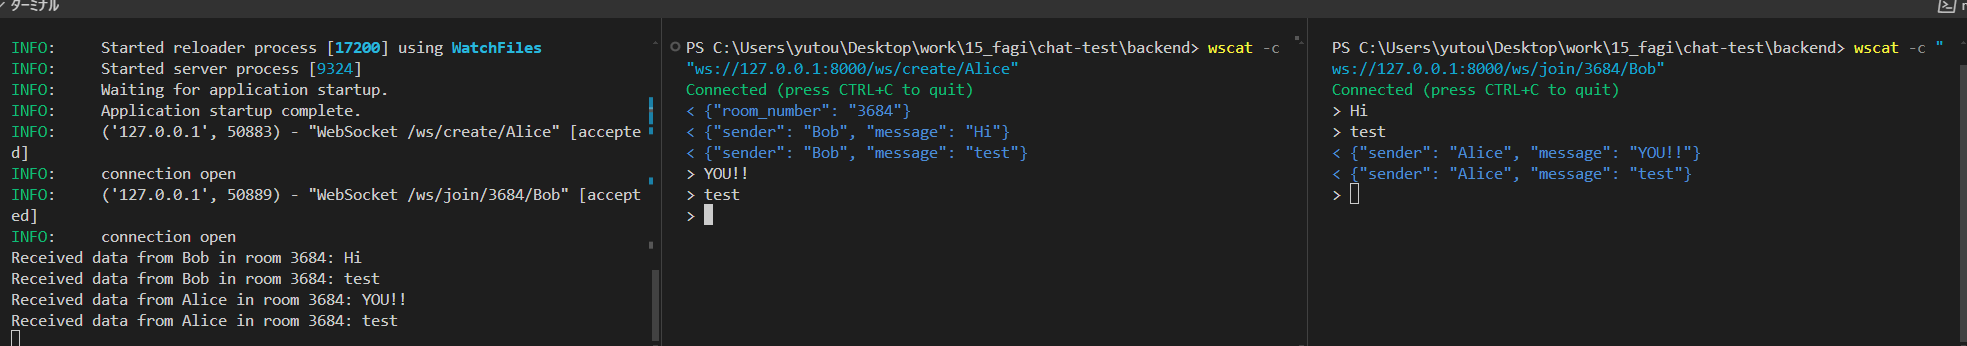 ターミナル
INFO:     Started reloader process [17200] using WatchFiles
INFO:     Started server process [9324]
INFO:     Waiting for application startup.
INFO:     Application startup complete.
INFO:     ('127.0.0.1', 50883) - "WebSocket /ws/create/Alice" [accepte
d]
INFO:     connection open
INFO:     ('127.0.0.1', 50889) - "WebSocket /ws/join/3684/Bob" [accept
ed]
INFO:     connection open
Received data from Bob in room 3684: Hi
Received data from Bob in room 3684: test
Received data from Alice in room 3684: YOU!!
Received data from Alice in room 3684: test
PS C:\Users\yutou\Desktop\work\15_fagi\chat-test\backend> wscat -c
"ws://127.0.0.1:8000/ws/create/Alice"
Connected (press CTRL+C to quit)
< {"room_number": "3684"}
< {"sender": "Bob", "message": "Hi"}
< {"sender": "Bob", "message": "test"}
> YOU!!
> test
>
PS C:\Users\yutou\Desktop\work\15_fagi\chat-test\backend> wscat -c "
ws://127.0.0.1:8000/ws/join/3684/Bob"
Connected (press CTRL+C to quit)
> Hi
> test
< {"sender": "Alice", "message": "YOU!!"}
< {"sender": "Alice", "message": "test"}
>